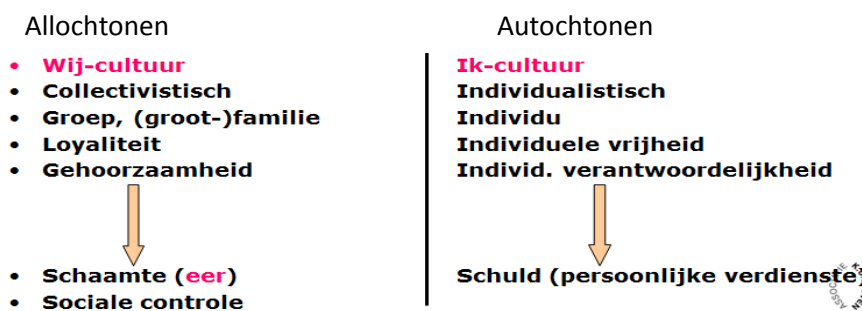 Allochtonen
• Wij-cultuur
• Collectivistisch
• Groep, (groot-)familie
• Loyaliteit
• Gehoorzaamheid
• Schaamte (eer)
• Sociale controle
Autochtonen
Ik-cultuur
Individualistisch
Individu
Individuele vrijheid
Individ. verantwoordelijkheid
Schuld (persoonlijke verdienste)
ASSOCIATIE